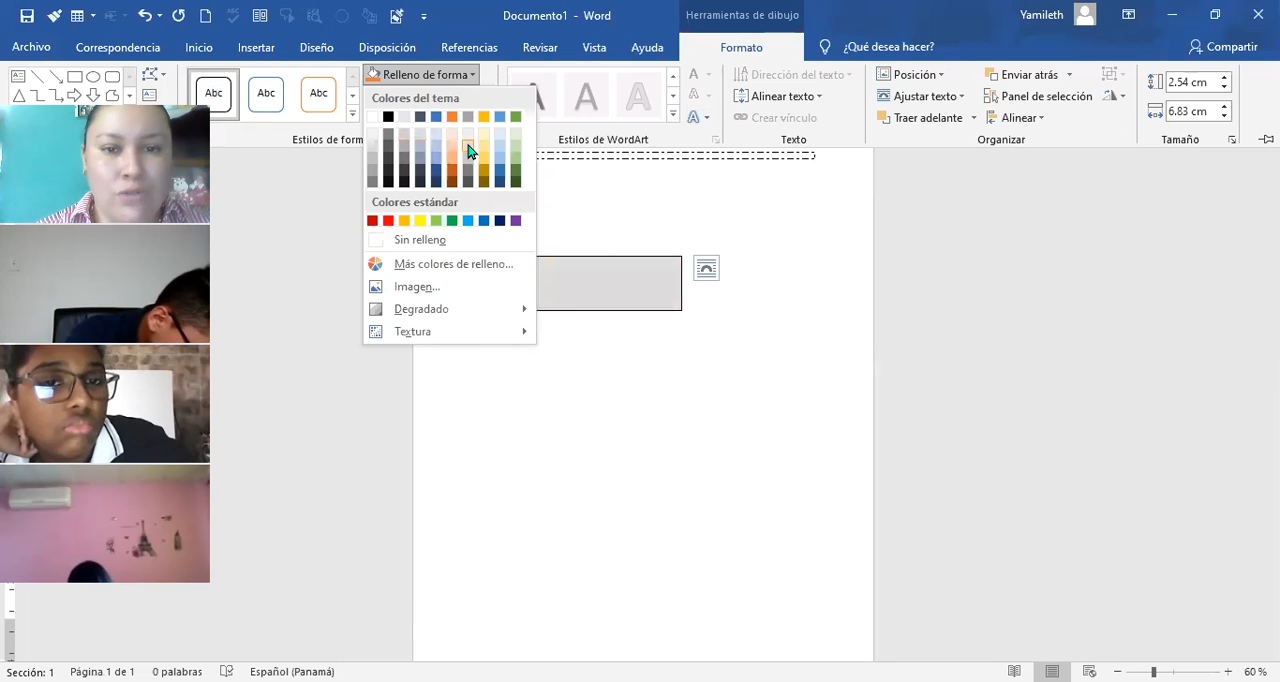 Documento1 - Word
Herramientas de dibujo
Yamileth
Archivo
Correspondencia
Inicio
Insertar
Diseño
Disposición
Referencias
Revisar
Vista
Ayuda
Formato
¿Qué desea hacer?
Compartir
Abc
Abc
Abc
Relleno de forma
A
A
A
A
A
Dirección del texto
Alinear texto
Crear vínculo
Posición
Ajustar texto
Traer adelante
Enviar atrás
Panel de selección
Alinear
2.54 cm
6.83 cm
Estilos de form
Estilos de WordArt
Texto
Organizar
Tamaño
Colores del tema
Colores estándar
Sin relleno
Más colores de relleno...
Imagen...
Degradado
Textura
Sección: 1
Página 1 de 1
0 palabras
Español (Panamá)
60 %